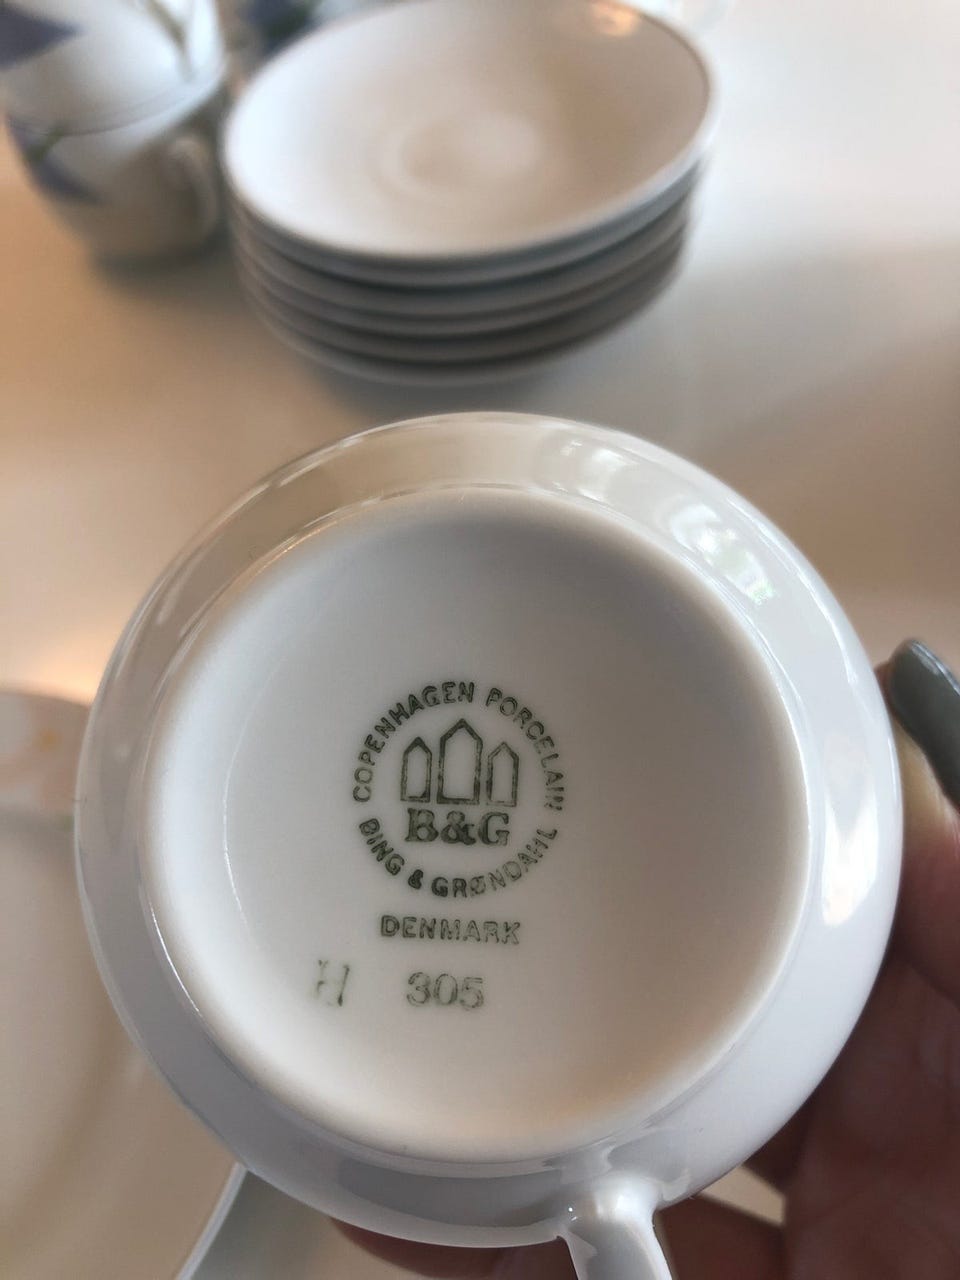 COPENHAGEN PORCELAIN
B&G
BING & GRØNDAHL
DENMARK
H 305